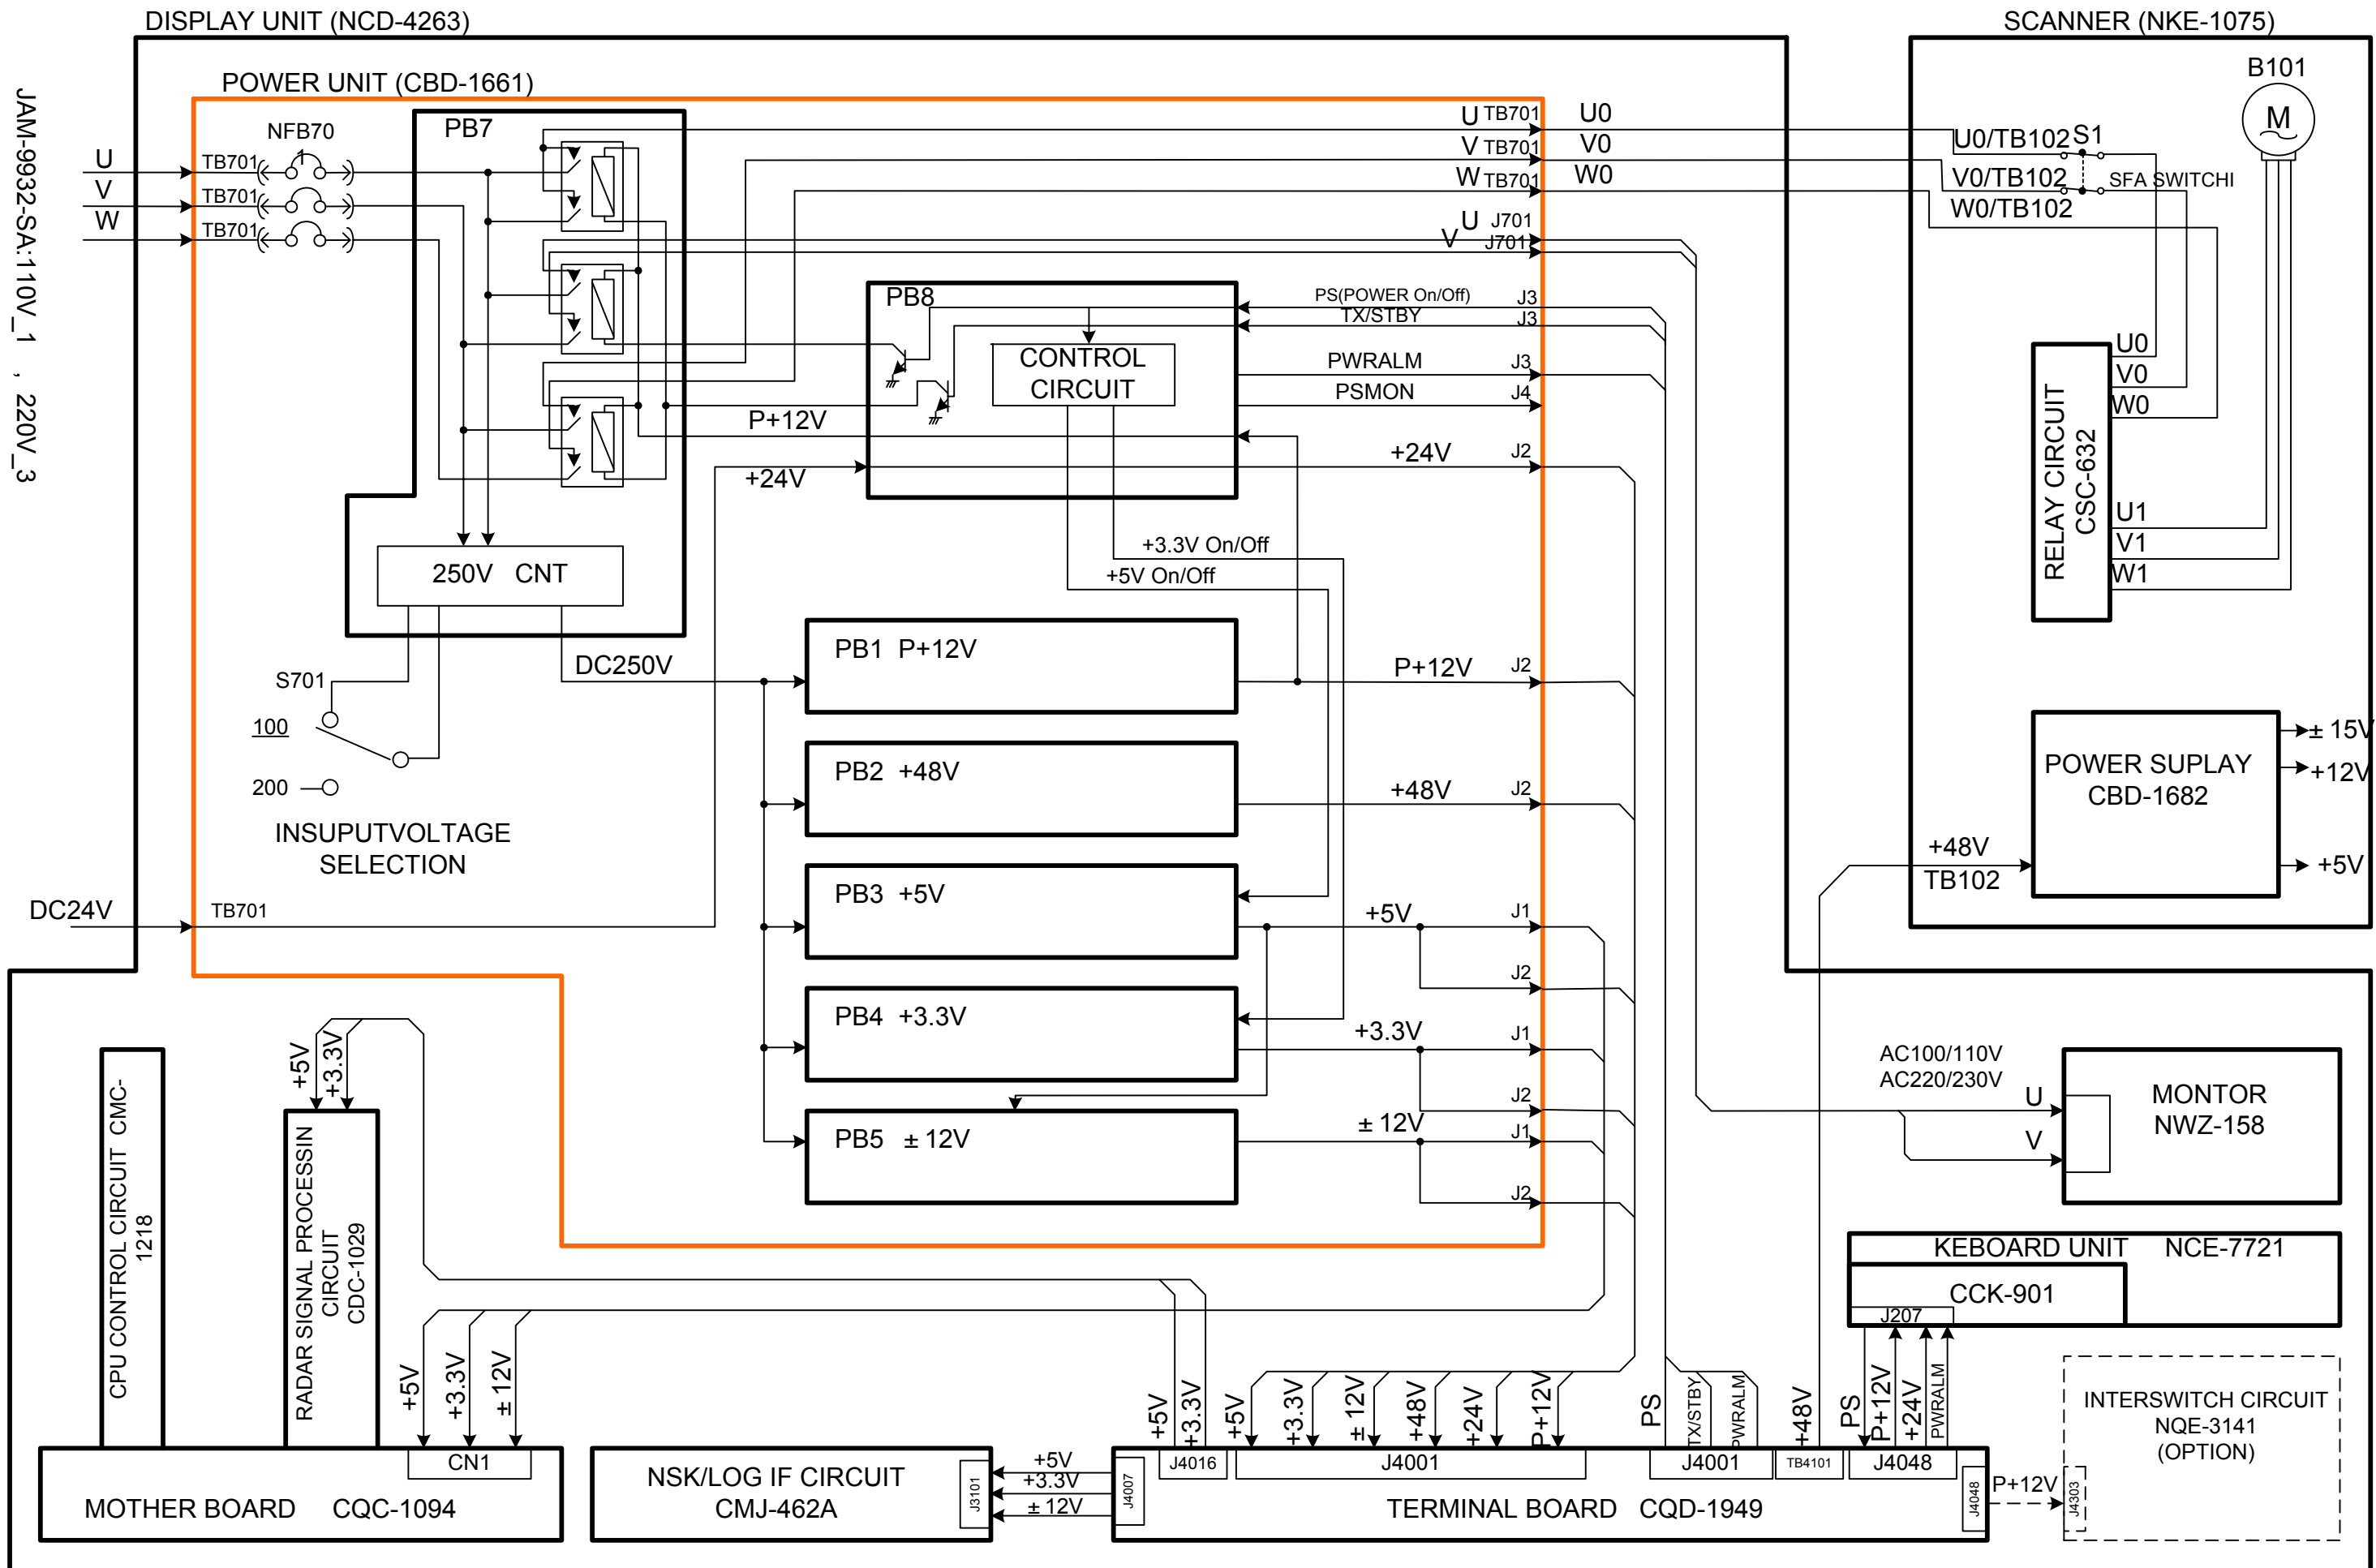 DISPLAY UNIT (NCD-4263)
SCANNER (NKE-1075)
JAM-9932-SA:110V_1 , 220V_3
POWER UNIT (CBD-1661)
NFB70
1
PB7
U
V
W
TB701
TB701
TB701
U TB701
V TB701
W TB701
U0
V0
W0
U J701
V J701
B101
M
U0/TB102
S1
V0/TB102
SFA SWITCHI
W0/TB102
PB8
PS(POWER On/Off)
J3
TX/STBY
J3
CONTROL
CIRCUIT
PWRALM
J3
PSMON
J4
P+12V
+24V
+24V
J2
+3.3V On/Off
+5V On/Off
250V CNT
RELAY CIRCUIT
CSC-632
U0
V0
W0
U1
V1
W1
S701
100
200
INSUPUTVOLTAGE
SELECTION
DC250V
PB1 P+12V
P+12V
J2
PB2 +48V
+48V
J2
PB3 +5V
+5V
J1
J2
PB4 +3.3V
+3.3V
J1
J2
PB5 ± 12V
± 12V
J1
J2
DC24V
TB701
POWER SUPLAY
CBD-1682
± 15V
+12V
+5V
+48V
TB102
AC100/110V
AC220/230V
U
V
MONTOR
NWZ-158
KEBOARD UNIT NCE-7721
CCK-901
J207
CPU CONTROL CIRCUIT CMC-
1218
+5V
+3.3V
RADAR SIGNAL PROCESSIN
CIRCUIT
CDC-1029
+5V
+3.3V
± 12V
CN1
MOTHER BOARD CQC-1094
NSK/LOG IF CIRCUIT
CMJ-462A
J3101
+5V
+3.3V
± 12V
J4007
+5V
+3.3V
J4016
+5V
+3.3V
± 12V
+48V
+24V
P+12V
J4001
PS
TX/STBY
PWRALM
J4001
+48V
TB4101
PS
P+12V
+24V
PWRALM
J4048
TERMINAL BOARD CQD-1949
J4048
P+12V
J4303
INTERSWITCH CIRCUIT
NQE-3141
(OPTION)